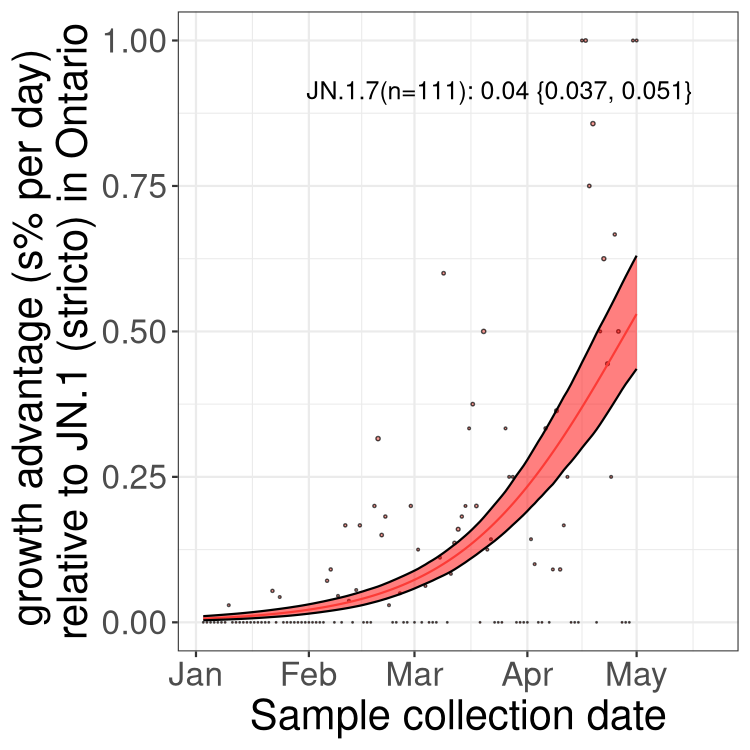 growth advantage (s% per day)
relative to JN.1 (stricto) in Ontario
1.00
0.75
0.50
0.25
0.00
JN.1.7(n=111): 0.04 {0.037, 0.051}
Jan Feb Mar Apr May
Sample collection date